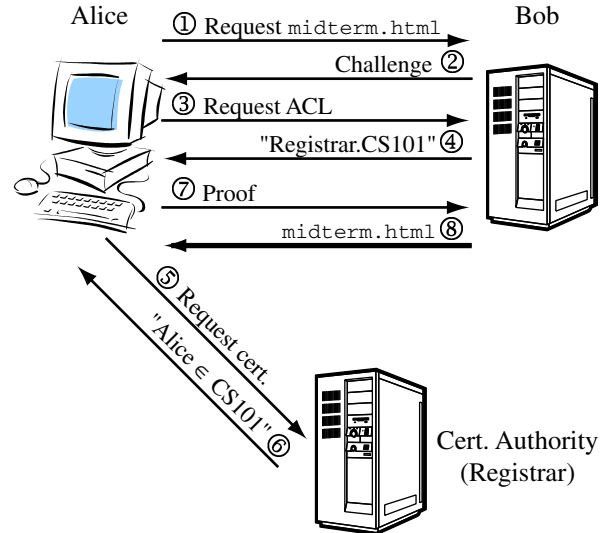 Alice
Bob
① Request midterm.html
Challenge ②
③ Request ACL
"Registrar.CS101" ④
⑦ Proof
midterm.html ⑧
⑤ Request cert.
"Alice ∈ CS101" ⑥
Cert. Authority
(Registrar)